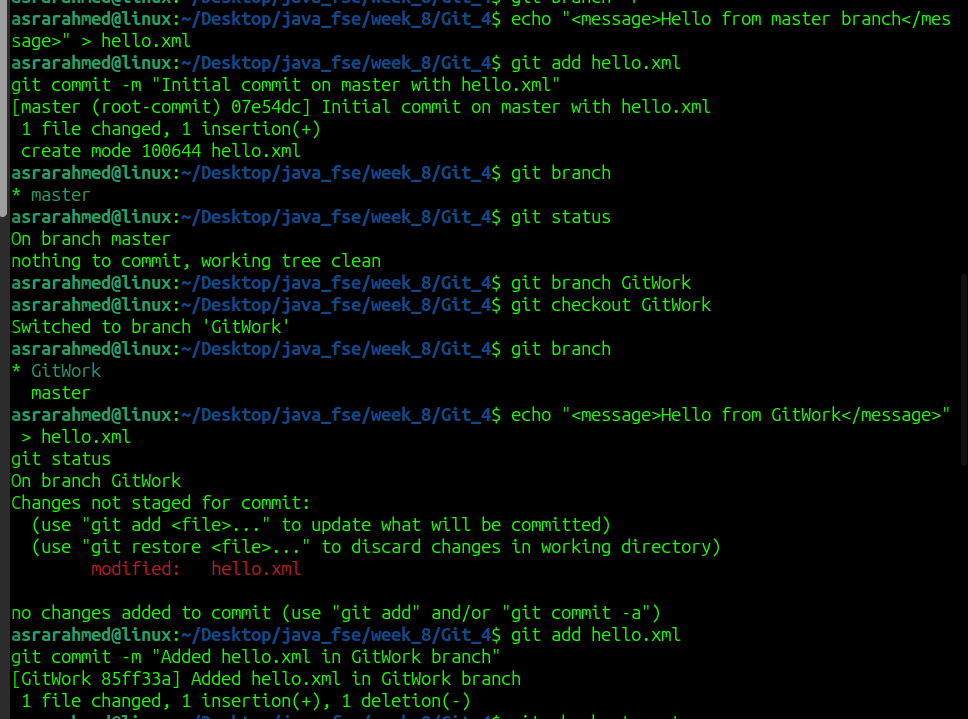 asrarahmed@linux:~/Desktop/java_fse/week_8/Git_4$ echo "<message>Hello from master branch</mes
sage>" > hello.xml
asrarahmed@linux:~/Desktop/java_fse/week_8/Git_4$ git add hello.xml
git commit -m "Initial commit on master with hello.xml"
[master (root-commit) 07e54dc] Initial commit on master with hello.xml
 1 file changed, 1 insertion(+)
 create mode 100644 hello.xml
asrarahmed@linux:~/Desktop/java_fse/week_8/Git_4$ git branch
* master
asrarahmed@linux:~/Desktop/java_fse/week_8/Git_4$ git status
On branch master
nothing to commit, working tree clean
asrarahmed@linux:~/Desktop/java_fse/week_8/Git_4$ git branch GitWork
asrarahmed@linux:~/Desktop/java_fse/week_8/Git_4$ git checkout GitWork
Switched to branch 'GitWork'
asrarahmed@linux:~/Desktop/java_fse/week_8/Git_4$ git branch
* GitWork
  master
asrarahmed@linux:~/Desktop/java_fse/week_8/Git_4$ echo "<message>Hello from GitWork</message>"
 > hello.xml
git status
On branch GitWork
Changes not staged for commit:
  (use "git add <file>..." to update what will be committed)
  (use "git restore <file>..." to discard changes in working directory)
        modified:   hello.xml

no changes added to commit (use "git add" and/or "git commit -a")
asrarahmed@linux:~/Desktop/java_fse/week_8/Git_4$ git add hello.xml
git commit -m "Added hello.xml in GitWork branch"
[GitWork 85ff33a] Added hello.xml in GitWork branch
 1 file changed, 1 insertion(+), 1 deletion(-)